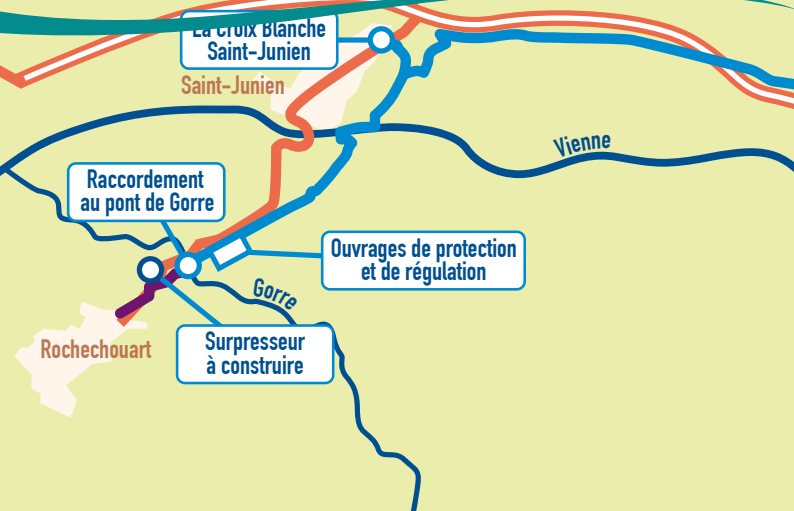 La Croix Blanche
Saint-Junien
Saint-Junien
Vienne
Raccordement
au pont de Gorre
Ouvrages de protection
et de régulation
Gorre
Surpresseur
à construire
Rochechouart